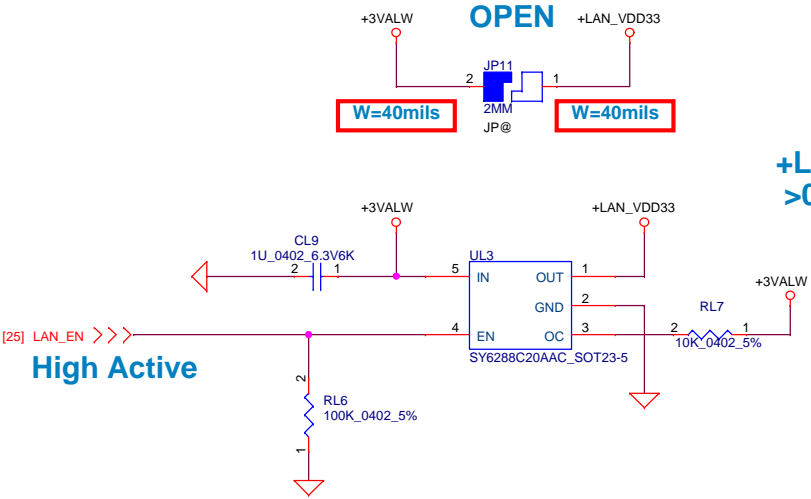 OPEN
+3VALW
+LAN_VDD33
JP11
2
1
2MM
JP@
W=40mils
W=40mils
+L
>0
+3VALW
+LAN_VDD33
CL9
1U_0402_6.3V6K
2
1
UL3
5
IN
OUT
1
GND
2
4
EN
OC
3
SY6288C20AAC_SOT23-5
RL7
2
1
10K_0402_5%
+3VALW
[25] LAN_EN
High Active
2
RL6
100K_0402_5%
1